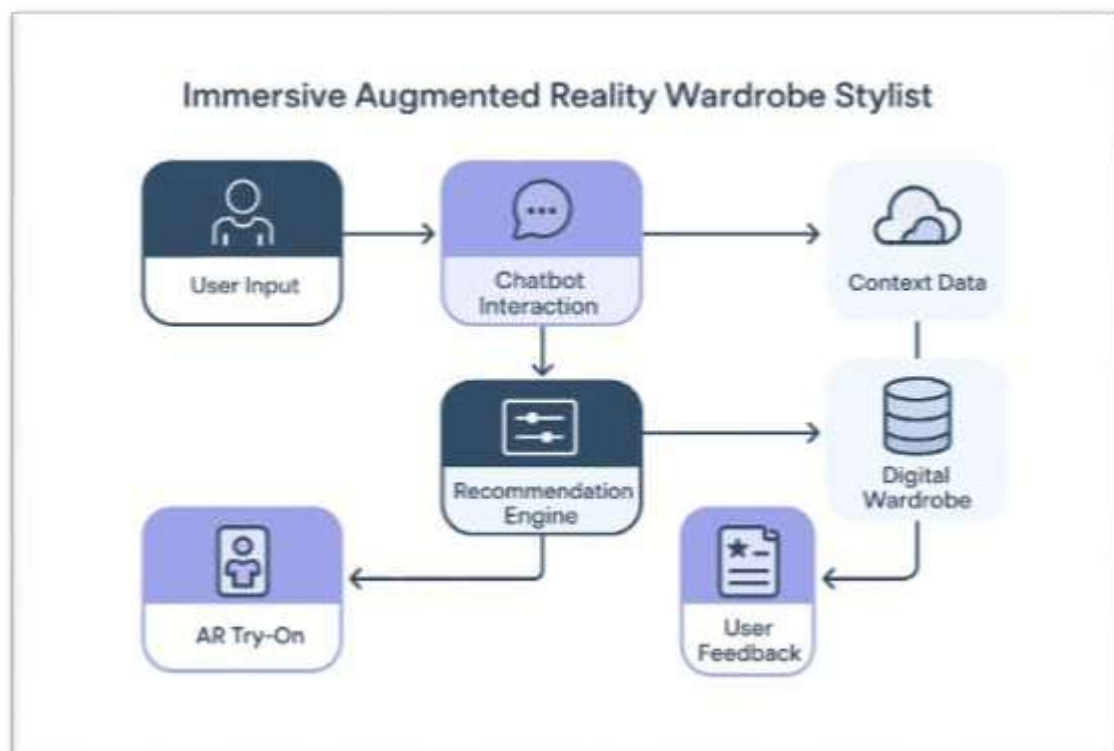 Immersive Augmented Reality Wardrobe Stylist
User Input
Chatbot
Interaction
Context Data
Recommendation
Engine
Digital
Wardrobe
AR Try-On
User
Feedback